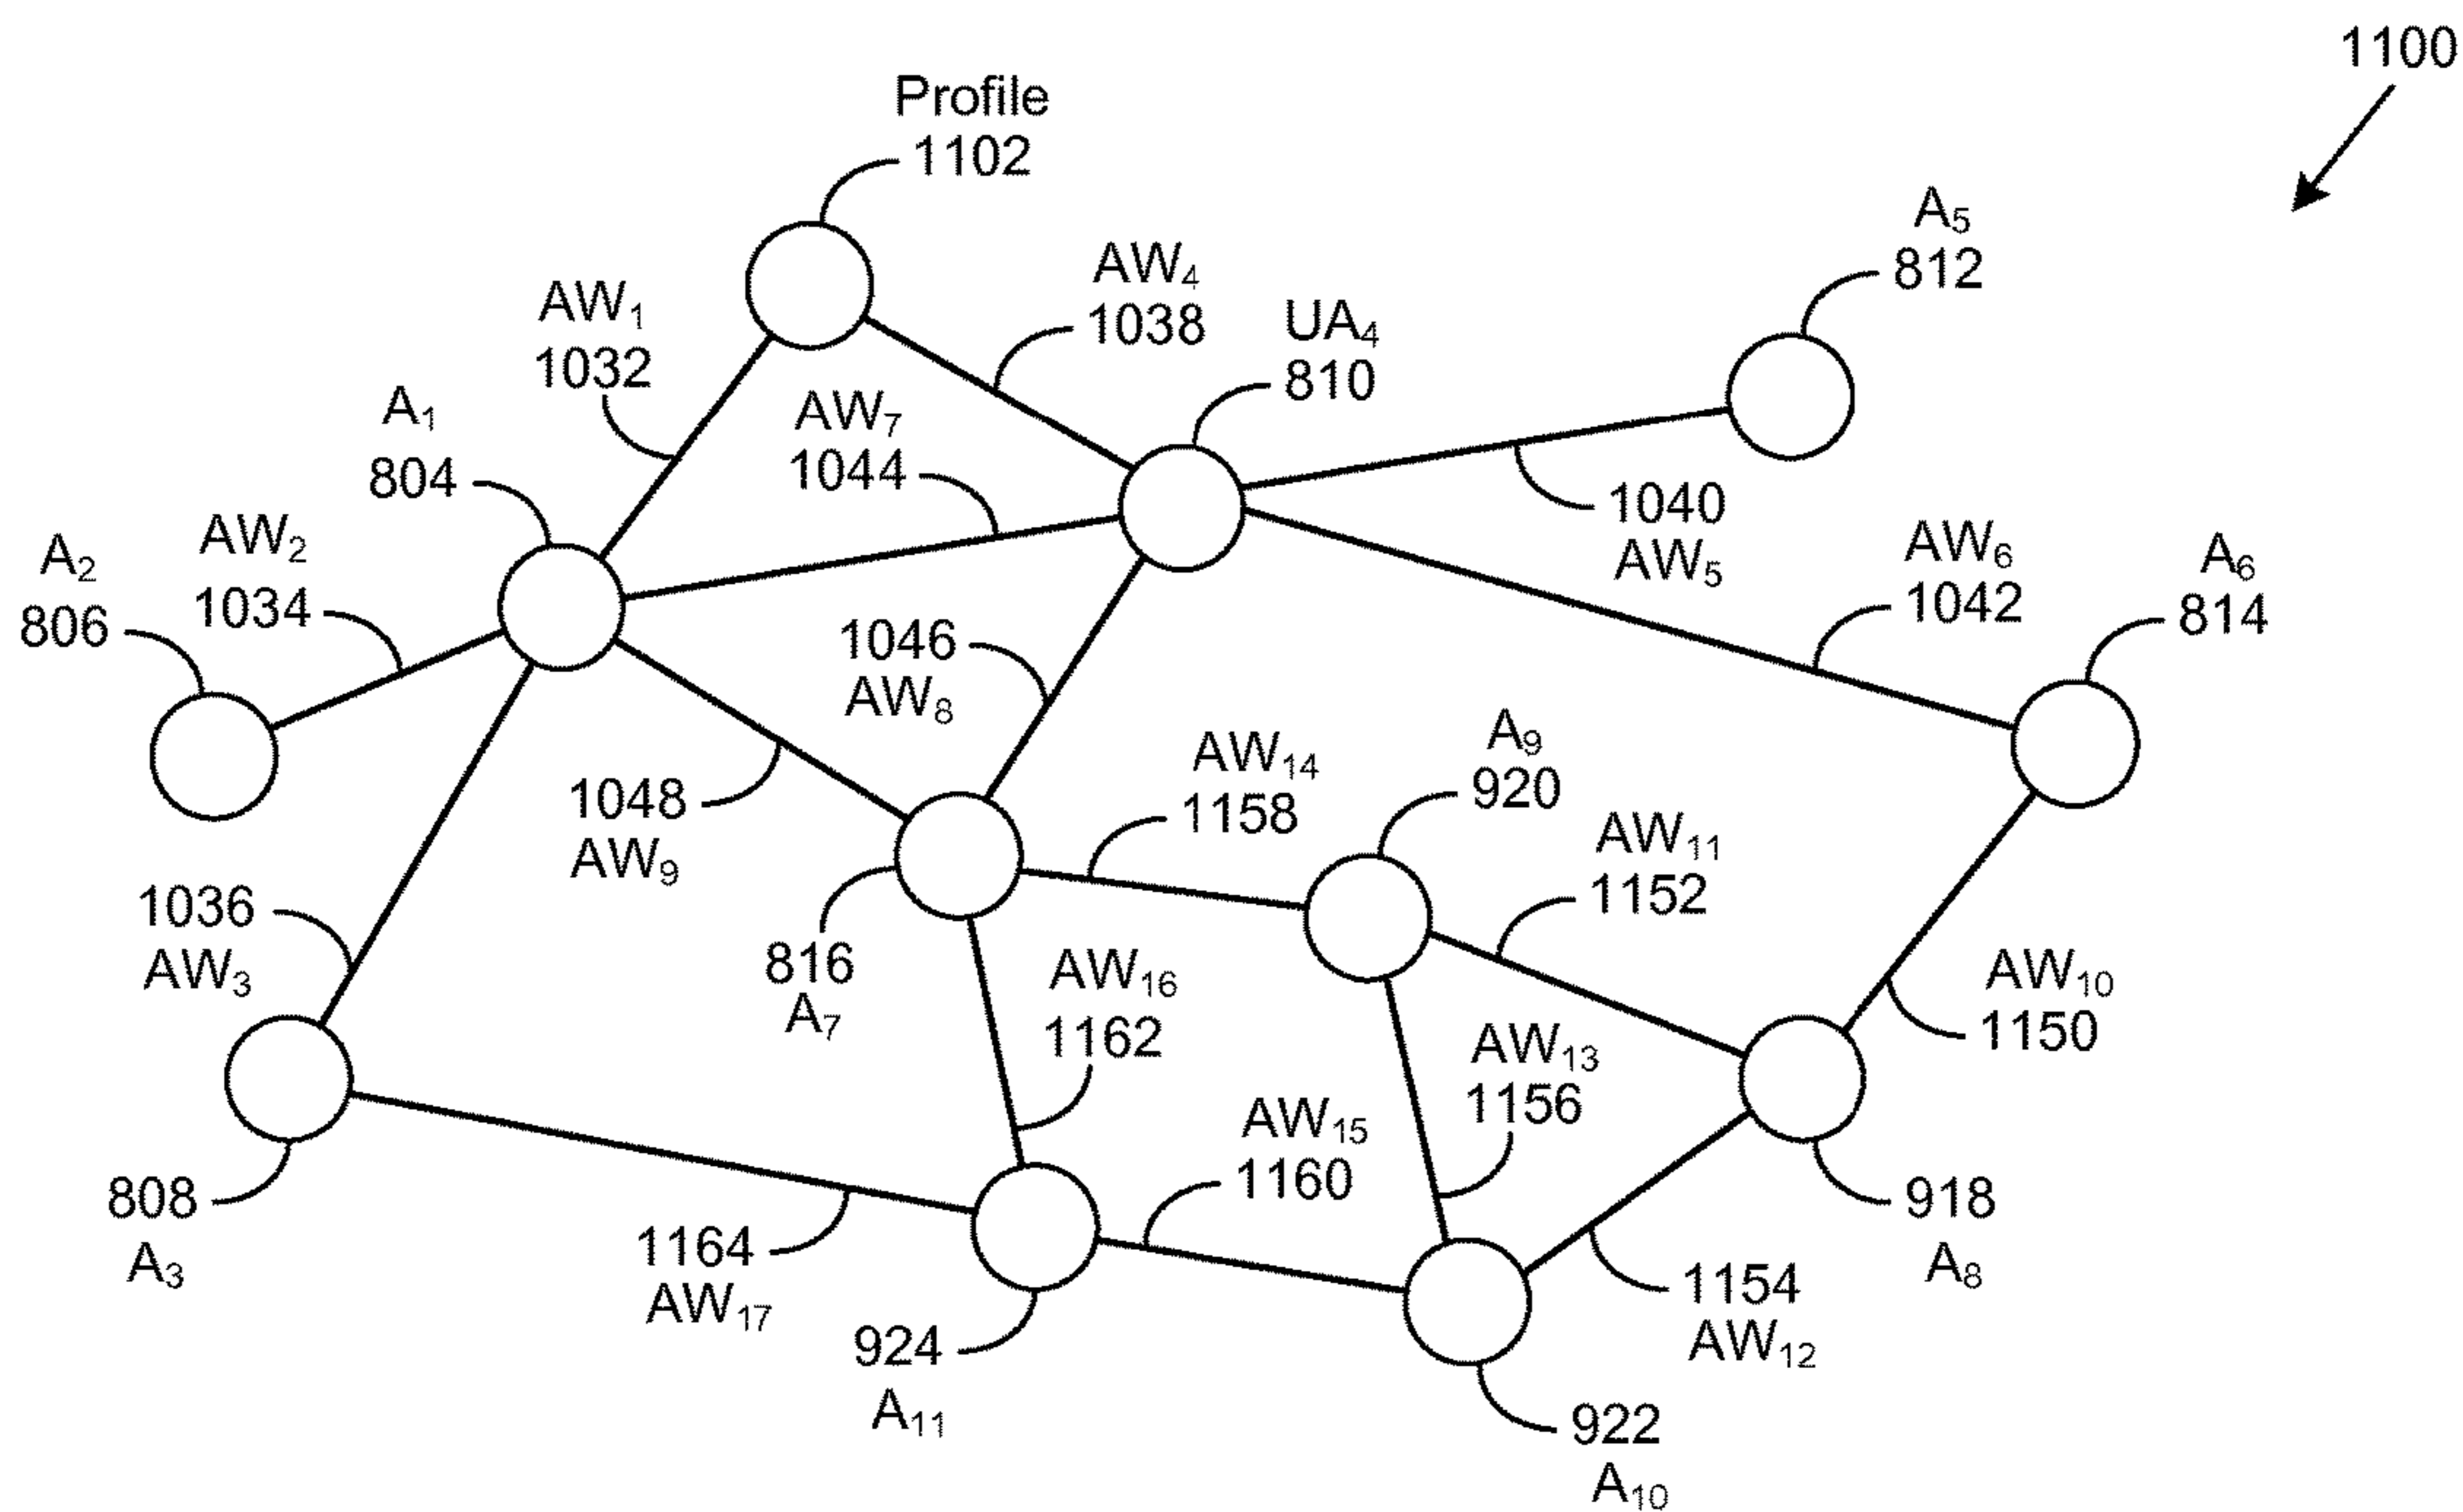 1100
Profile
1102
AW₄
1038
A₅
812
AW₁
1032
UA₄
810
A₁
804
AW₇
1044
1040
AW₅
AW₂
1034
A₂
806
AW₆
1042
A₆
814
1046
AW₈
A₉
920
AW₁₄
1158
1048
AW₉
AW₁₁
1152
1036
AW₃
816
A₇
AW₁₆
1162
AW₁₀
1150
AW₁₃
1156
AW₁₅
1160
808
A₃
918
A₈
1164
AW₁₇
1154
AW₁₂
924
A₁₁
922
A₁₀